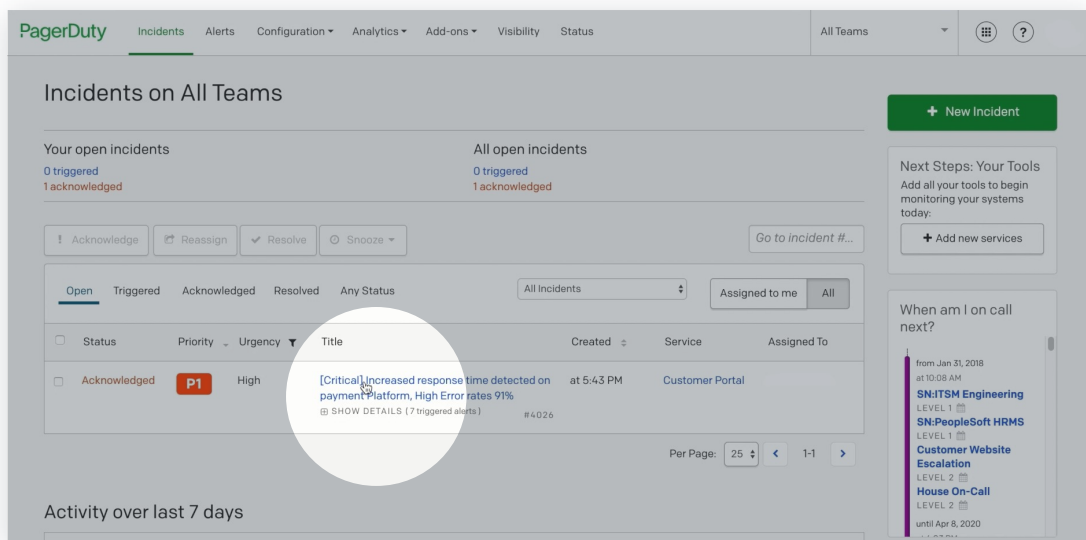 PagerDuty Incidents Alerts Configuration Analytics Add-ons Visibility Status All Teams ?
Incidents on All Teams
+ New Incident
Your open incidents
0 triggered
1 acknowledged
All open incidents
0 triggered
1 acknowledged
Next Steps: Your Tools
Add all your tools to begin
monitoring your systems
today:
+ Add new services
! Acknowledge Reassign Resolve Snooze Go to incident #...
Open Triggered Acknowledged Resolved Any Status All Incidents Assigned to me All
Status Priority Urgency Title Created Service Assigned To
Acknowledged P1 High [Critical] Increased response time detected on at 5:43 PM Customer Portal
payment Platform, High Error rates 91%
SHOW DETAILS (7 triggered alerts) #4026
Per Page: 25 1-1
When am I on call
next?
from Jan 31, 2018
at 10:08 AM
SN:ITSM Engineering
LEVEL 1
SN:PeopleSoft HRMS
LEVEL 1
Customer Website
Escalation
LEVEL 2
House On-Call
LEVEL 2
until Apr 8, 2020
Activity over last 7 days